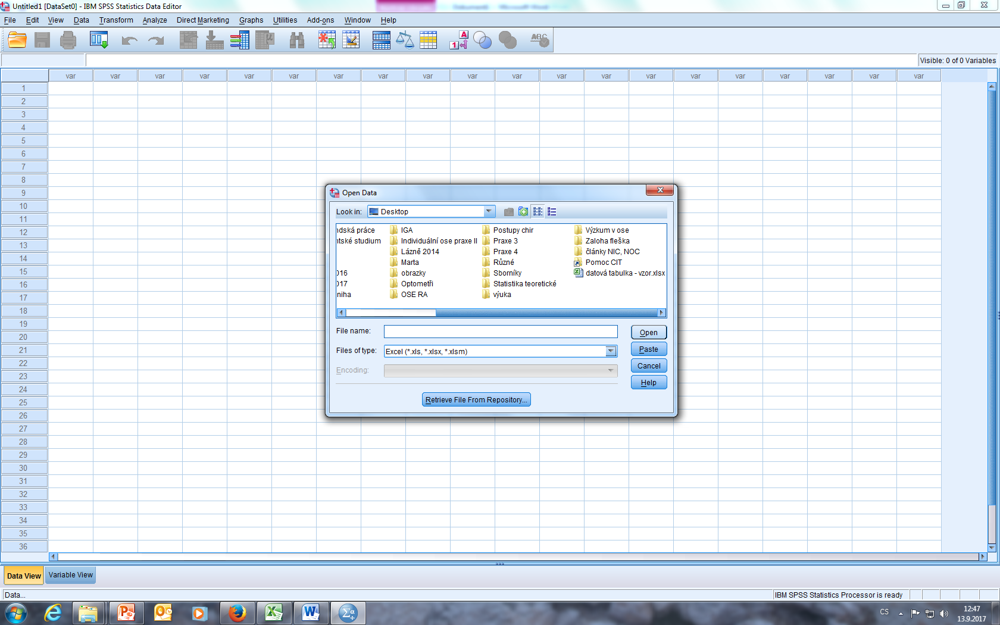 Untitled1 [DataSet0] - IBM SPSS Statistics Data Editor
File Edit View Data Transform Analyze Direct Marketing Graphs Utilities Add-ons Window Help
Visible: 0 of 0 Variables
var var var var var var var var var var var var var var var var var var var var
1
2
3
4
5
6
7
8
9
10
11
12
13
14
15
16
17
18
19
20
21
22
23
24
25
26
27
28
29
30
31
32
33
34
35
36
Open Data
Look in: Desktop
ndská práce IGA Postupy chir Výzkum v ose
ntské studium Individuální ose praxe II Praxe 3 Zaloha fleška
Lázně 2014 Praxe 4 články NIC, NOC
Marta Různé Pomoc CIT
016 obrazky Sborníky datová tabulka - vzor.xlsx
017 Optometři Statistika teoretické
niha OSE RA výuka
File name: Open
Files of type: Excel (*.xls, *.xlsx, *.xlsm) Paste
Encoding: Cancel
Help
Retrieve File From Repository...
Data View Variable View
Data... IBM SPSS Statistics Processor is ready
CS 12:47
13.9.2017